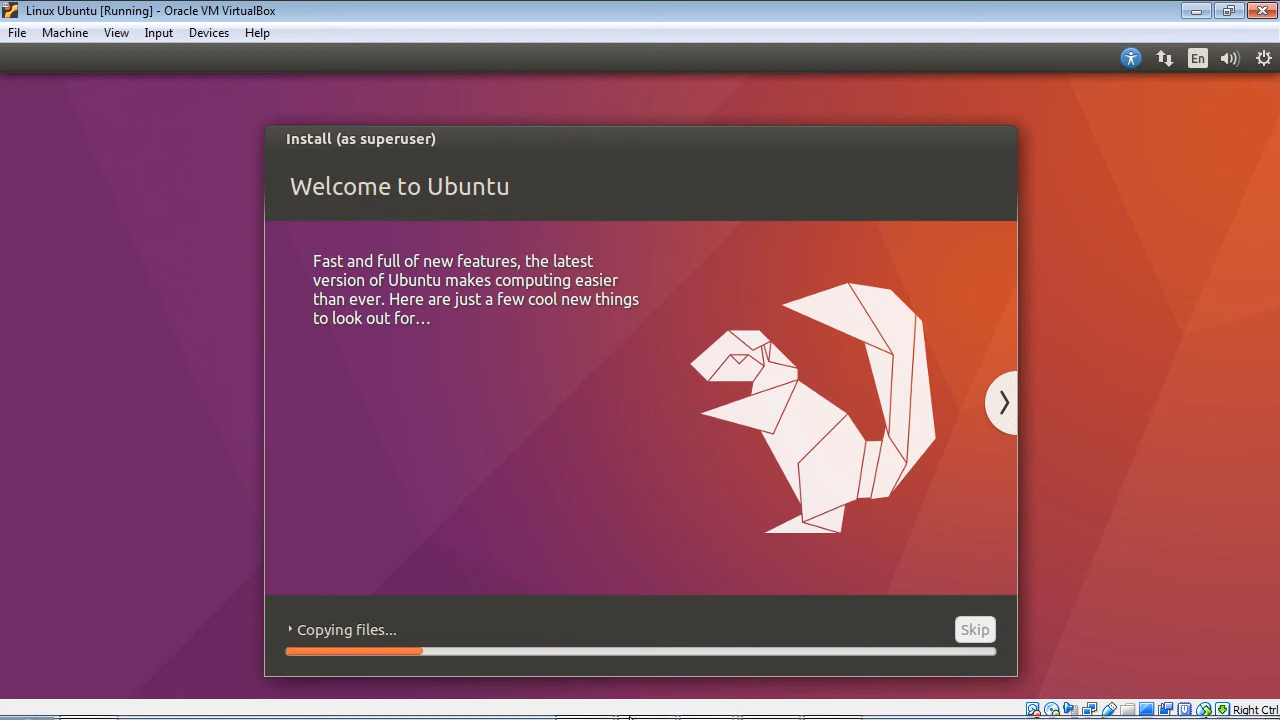 Linux Ubuntu [Running] - Oracle VM VirtualBox
File Machine View Input Devices Help
En
Install (as superuser)
Welcome to Ubuntu
Fast and full of new features, the latest
version of Ubuntu makes computing easier
than ever. Here are just a few cool new things
to look out for...
Copying files...
Skip
Right Ctrl